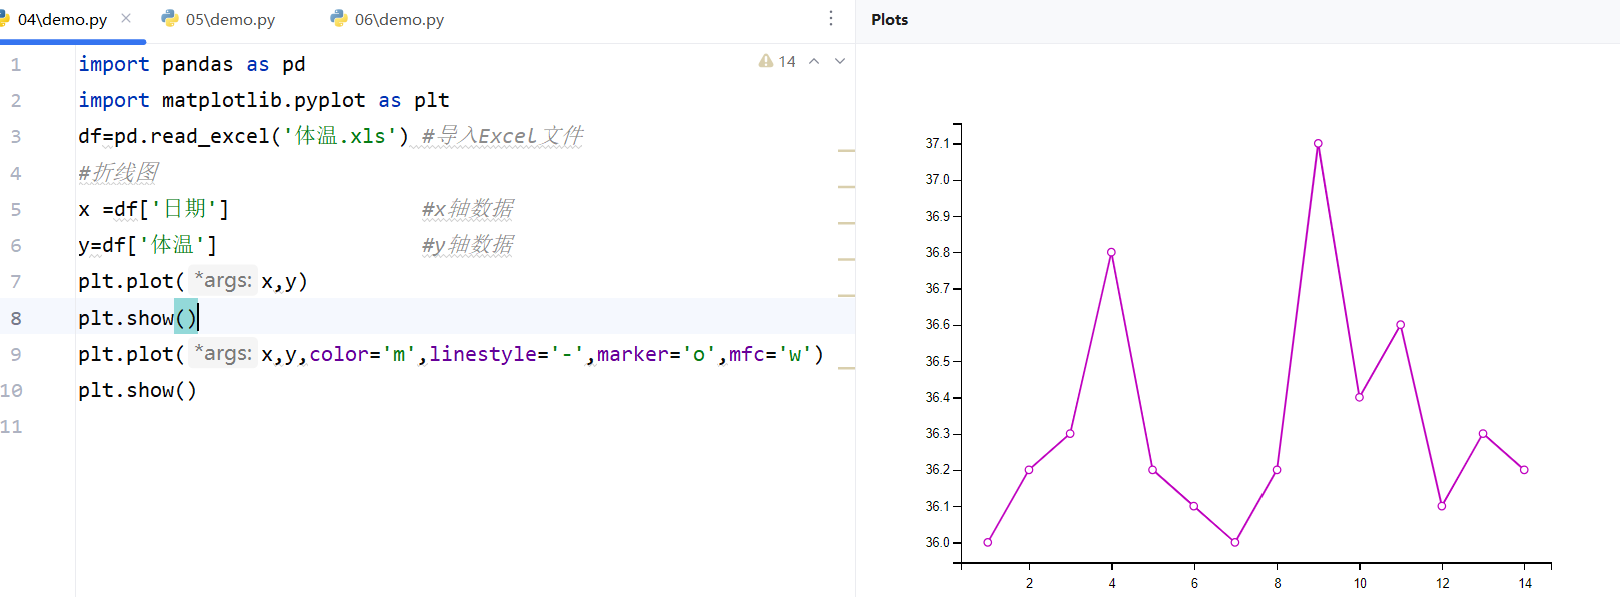 04\demo.py
05\demo.py
06\demo.py
Plots
14
1 import pandas as pd
2 import matplotlib.pyplot as plt
3 df=pd.read_excel('体温.xls') #导入Excel文件
4 #折线图
5 x =df['日期'] #x轴数据
6 y=df['体温'] #y轴数据
7 plt.plot( *args: x,y)
8 plt.show()
9 plt.plot( *args: x,y,color='m',linestyle='-',marker='o',mfc='w')
10 plt.show()
11
37.1
37.0
36.9
36.8
36.7
36.6
36.5
36.4
36.3
36.2
36.1
36.0
2 4 6 8 10 12 14